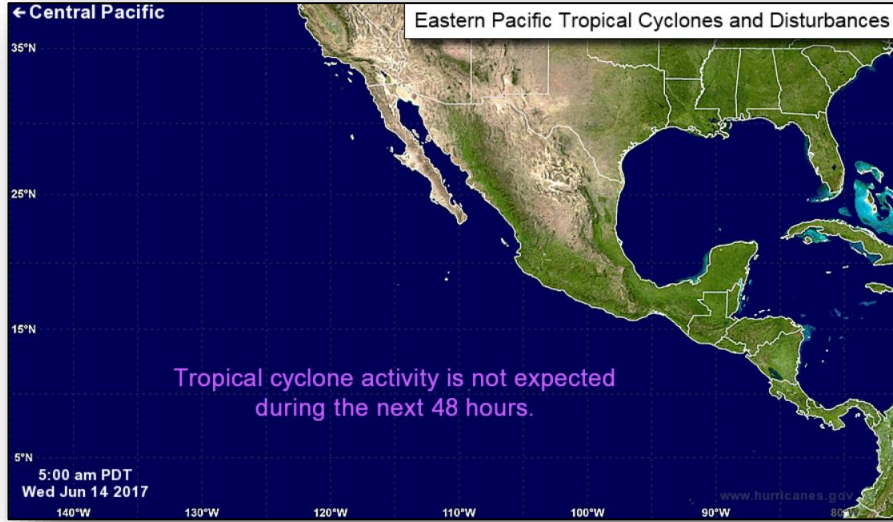 ← Central Pacific
Eastern Pacific Tropical Cyclones and Disturbances
35°N
25°N
15°N
Tropical cyclone activity is not expected
during the next 48 hours.
5°N
5:00 am PDT
Wed Jun 14 2017
www.hurricanes.gov
140°W 130°W 120°W 110°W 100°W 90°W 80°W